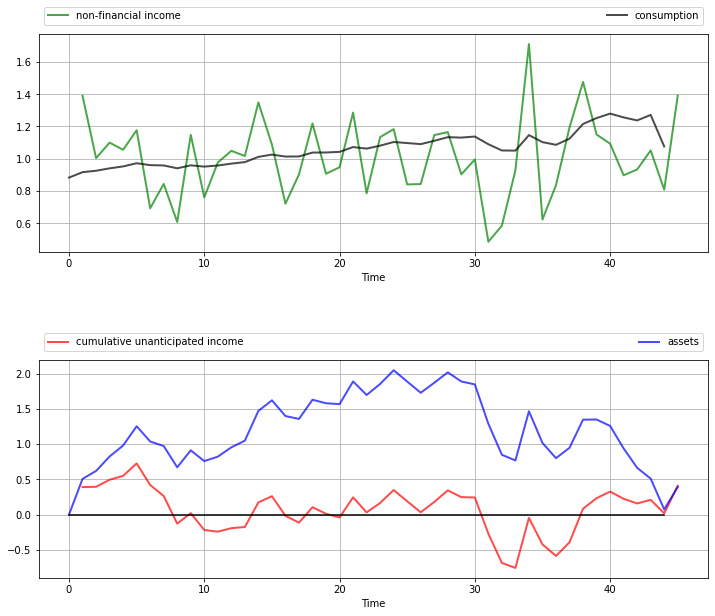 non-financial income consumption
1.6
1.4
1.2
1.0
0.8
0.6
0 10 20 30 40
Time
cumulative unanticipated income assets
2.0
1.5
1.0
0.5
0.0
−0.5
0 10 20 30 40
Time